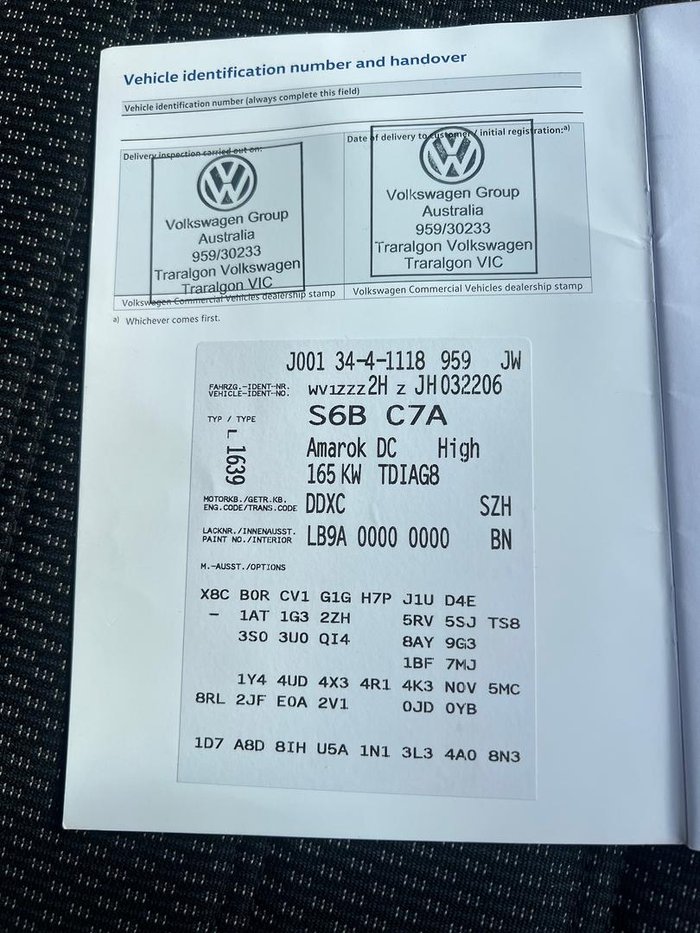 Vehicle identification number and handover
Vehicle identification number (always complete this field)
Delivery inspection carried out on:
Date of delivery to customer / initial registration:a)
Volkswagen Group
Australia
959/30233
Traralgon Volkswagen
Traralgon VIC
Volkswagen Group
Australia
959/30233
Traralgon Volkswagen
Traralgon VIC
Volkswagen Commercial Vehicles dealership stamp
Volkswagen Commercial Vehicles dealership stamp
a) Whichever comes first.
J001 34-4-1118 959 JW
FAHRZG.-IDENT-NR.
VEHICLE-IDENT-NO.
WV1ZZZ2H Z JH032206
TYP / TYPE
S6B C7A
L 1639
Amarok DC High
165 KW TDIAG8
MOTORKB./GETR.KB.
ENG.CODE/TRANS.CODE
DDXC SZH
LACKNR./INNENAUSST.
PAINT NO./INTERIOR
LB9A 0000 0000 BN
M.-AUSST./OPTIONS
X8C B0R CV1 G1G H7P J1U D4E
- 1AT 1G3 2ZH 5RV 5SJ TS8
3S0 3U0 QI4 8AY 9G3
1BF 7MJ
1Y4 4UD 4X3 4R1 4K3 N0V 5MC
8RL 2JF E0A 2V1 0JD 0YB
1D7 A8D 8IH U5A 1N1 3L3 4A0 8N3